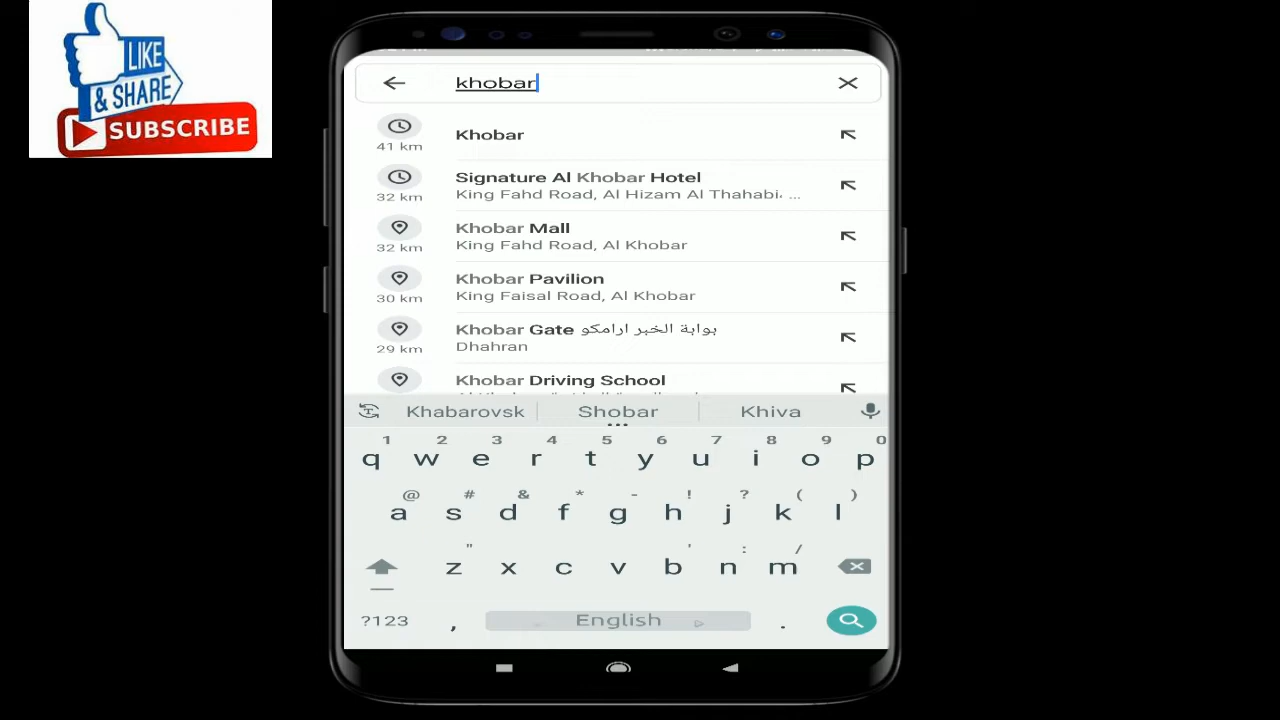 LIKE
& SHARE
SUBSCRIBE
khobar
Khobar
41 km
Signature Al Khobar Hotel
32 km
King Fahd Road, Al Hizam Al Thahabi، ...
Khobar Mall
32 km
King Fahd Road, Al Khobar
Khobar Pavilion
30 km
King Faisal Road, Al Khobar
Khobar Gate بوابة الخبر ارامكو
29 km
Dhahran
Khobar Driving School
Khabarovsk Shobar Khiva
1 2 3 4 5 6 7 8 9 0
q w e r t y u i o p
@ # & * - ! ? ( )
a s d f g h j k l
" ' : /
z x c v b n m
?123 , English .